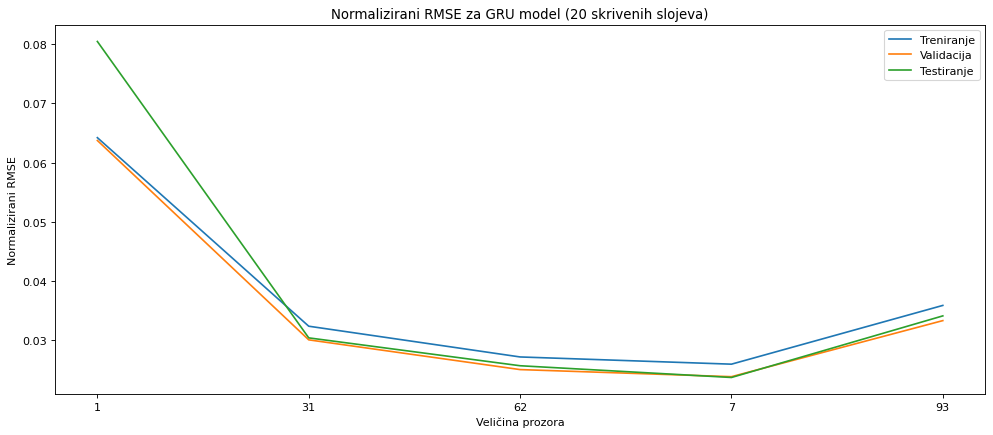 Normalizirani RMSE za GRU model (20 skrivenih slojeva)
Treniranje
Validacija
Testiranje
Normalizirani RMSE
0.08
0.07
0.06
0.05
0.04
0.03
1 31 62 7 93
Veličina prozora